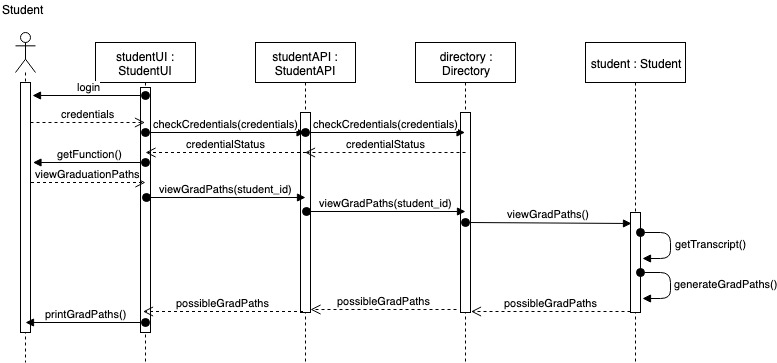 Student
studentUI :
StudentUI
studentAPI :
StudentAPI
directory :
Directory
student : Student
login
credentials
checkCredentials(credentials)
checkCredentials(credentials)
credentialStatus
credentialStatus
getFunction()
viewGraduationPaths
viewGradPaths(student_id)
viewGradPaths(student_id)
viewGradPaths()
getTranscript()
generateGradPaths()
possibleGradPaths
possibleGradPaths
possibleGradPaths
printGradPaths()